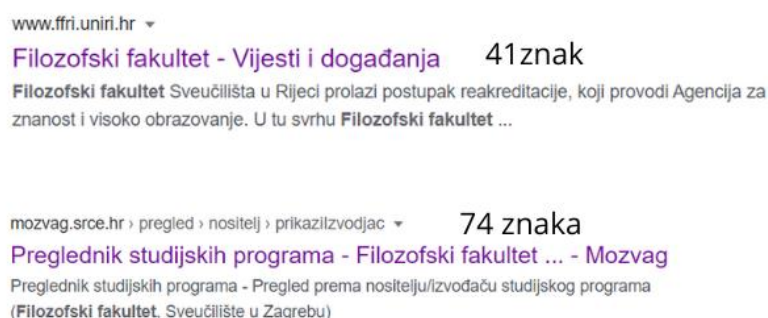 www.ffri.uniri.hr
Filozofski fakultet - Vijesti i događanja 41znak
Filozofski fakultet Sveučilišta u Rijeci prolazi postupak reakreditacije, koji provodi Agencija za
znanost i visoko obrazovanje. U tu svrhu Filozofski fakultet ...
mozvag.srce.hr › pregled › nositelj › prikaziIzvodjac 74 znaka
Preglednik studijskih programa - Filozofski fakultet ... - Mozvag
Preglednik studijskih programa - Pregled prema nositelju/izvođaču studijskog programa
(Filozofski fakultet, Sveučilište u Zagrebu)